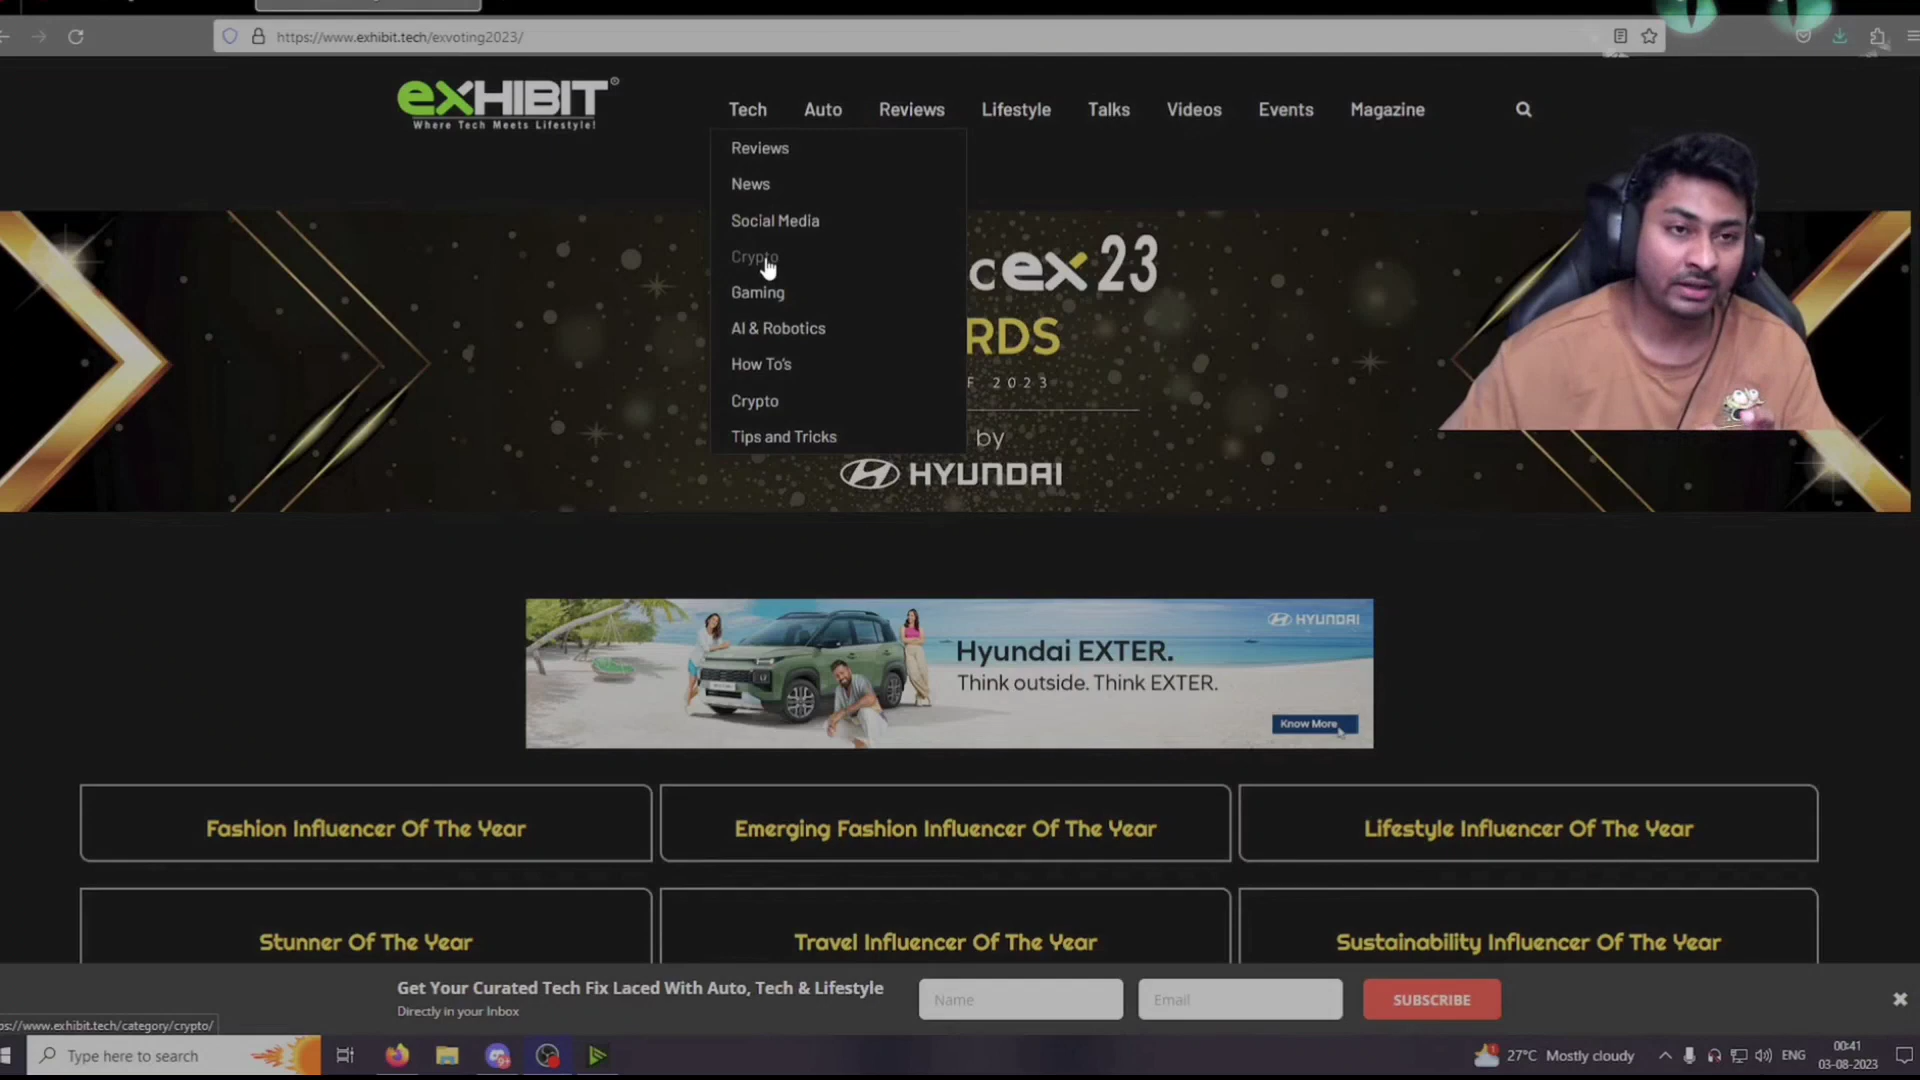 https://www.exhibit.tech/exvoting2023/
exHIBIT®
Where Tech Meets Lifestyle!
Tech Auto Reviews Lifestyle Talks Videos Events Magazine
Reviews
News
Social Media
Crypto
Gaming
AI & Robotics
How To's
Crypto
Tips and Tricks
cex 23
RDS
F 2023
by
HYUNDAI
HYUNDAI
Hyundai EXTER.
Think outside. Think EXTER.
Know More
Fashion Influencer Of The Year
Emerging Fashion Influencer Of The Year
Lifestyle Influencer Of The Year
Stunner Of The Year
Travel Influencer Of The Year
Sustainability Influencer Of The Year
Get Your Curated Tech Fix Laced With Auto, Tech & Lifestyle
Directly in your Inbox
Name
Email
SUBSCRIBE
ps://www.exhibit.tech/category/crypto/
Type here to search
27°C Mostly cloudy
ENG
00:41
03-08-2023